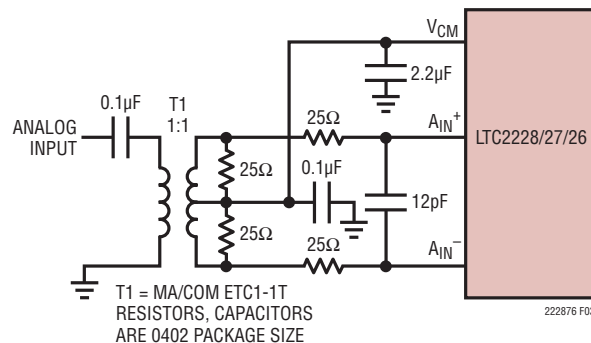 V_CM
2.2µF
0.1µF
T1
1:1
25Ω
A_IN^+
LTC2228/27/26
ANALOG
INPUT
25Ω
0.1µF
12pF
25Ω
25Ω
A_IN^–
T1 = MA/COM ETC1-1T
RESISTORS, CAPACITORS
ARE 0402 PACKAGE SIZE
222876 F03